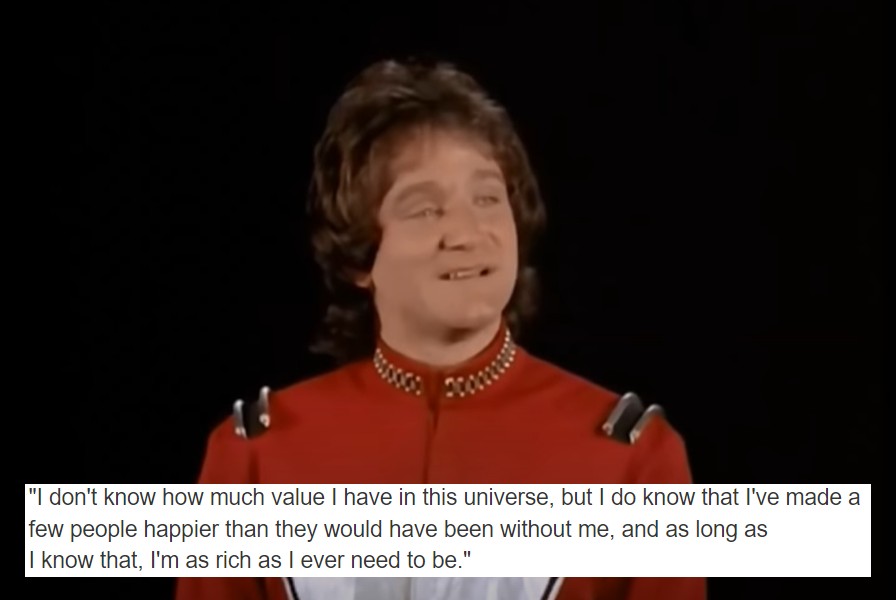 "I don't know how much value I have in this universe, but I do know that I've made a
few people happier than they would have been without me, and as long as
I know that, I'm as rich as I ever need to be."